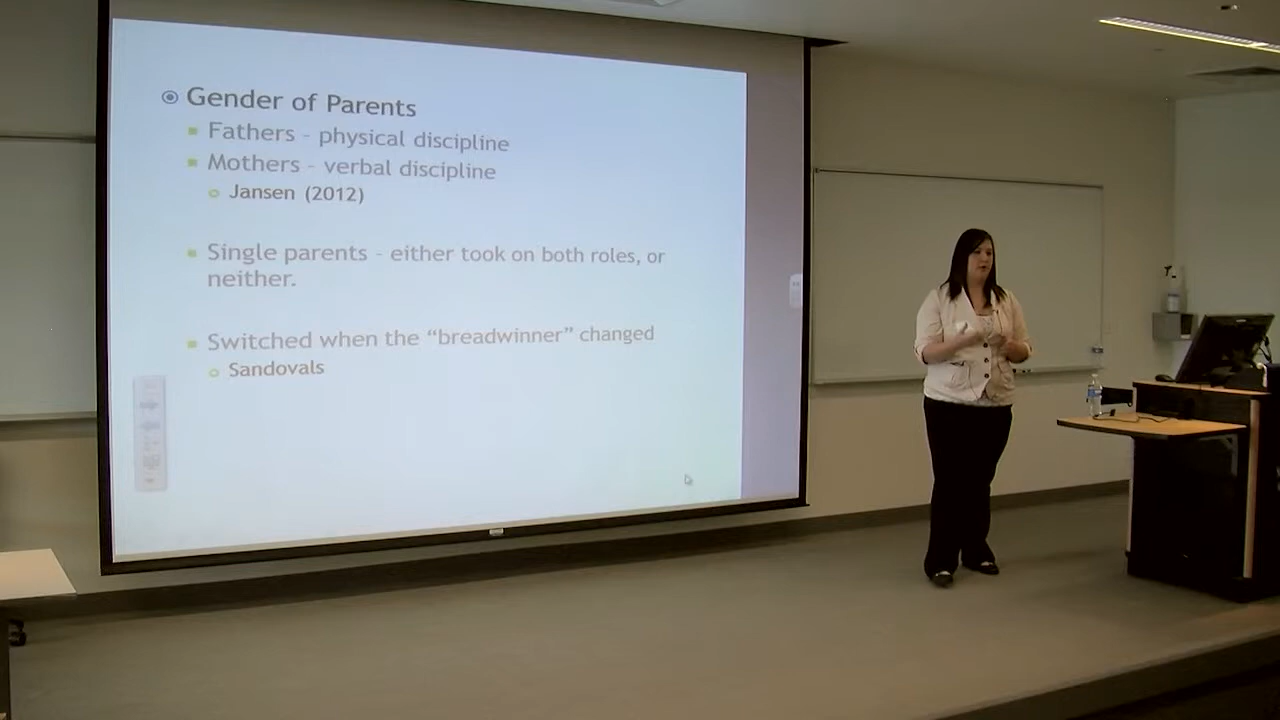 Gender of Parents
Fathers – physical discipline
Mothers – verbal discipline
Jansen (2012)
Single parents – either took on both roles, or
neither.
Switched when the “breadwinner” changed
Sandovals